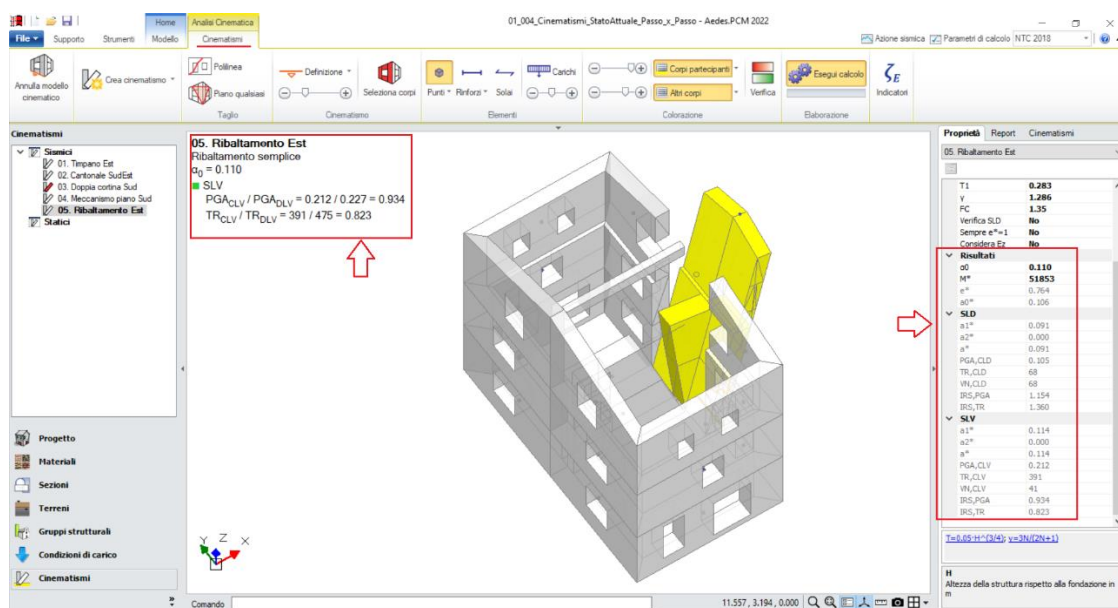 01_004_Cinematismi_StatoAttuale_Passo_x_Passo - Aedes.PCM 2022
Home
Analisi Cinematica
File
Supporto
Strumenti
Modello
Cinematismi
Azione sismica
Parametri di calcolo
NTC 2018
Annulla modello cinematico
Crea cinematismo
Polilinea
Piano qualsiasi
Taglio
Definizione
Seleziona corpi
Cinematismo
Punti
Rinforzi
Solai
Carichi
Elementi
Corpi partecipanti
Altri corpi
Colorazione
Verifica
Esegui calcolo
Elaborazione
ζE
Indicatori
Cinematismi
Sismici
01. Timpano Est
02. Cantonale SudEst
03. Doppia cortina Sud
04. Meccanismo piano Sud
05. Ribaltamento Est
Statici
Progetto
Materiali
Sezioni
Terreni
Gruppi strutturali
Condizioni di carico
Cinematismi
05. Ribaltamento Est
Ribaltamento semplice
α0 = 0.110
SLV
PGACLV / PGADLV = 0.212 / 0.227 = 0.934
TRCLV / TRDLV = 391 / 475 = 0.823
Y Z X
Comando
11.557, 3.194, 0.000
Proprietà Report Cinematismi
05. Ribaltamento Est
T1 0.283
γ 1.286
FC 1.35
Verifica SLD No
Sempre e*=1 No
Considera Ez No
Risultati
α0 0.110
M* 51853
e* 0.764
a0* 0.106
SLD
a1* 0.091
a2* 0.000
a* 0.091
PGA,CLD 0.105
TR,CLD 68
VN,CLD 68
IRS,PGA 1.154
IRS,TR 1.360
SLV
a1* 0.114
a2* 0.000
a* 0.114
PGA,CLV 0.212
TR,CLV 391
VN,CLV 41
IRS,PGA 0.934
IRS,TR 0.823
T=0.05·H^(3/4); γ=3N/(2N+1)
H
Altezza della struttura rispetto alla fondazione in
m